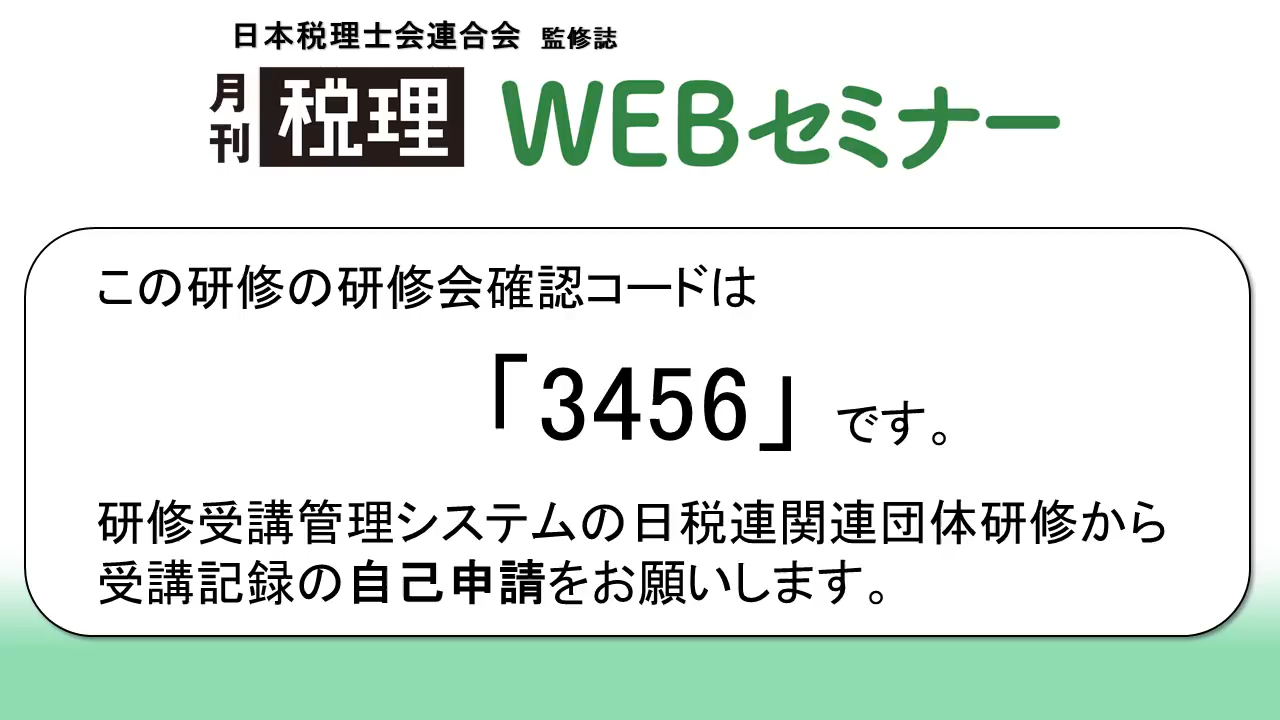 日本税理士会連合会 監修誌
月刊 税理 WEBセミナー
この研修の研修会確認コードは
「3456」です。
研修受講管理システムの日税連関連団体研修から
受講記録の自己申請をお願いします。